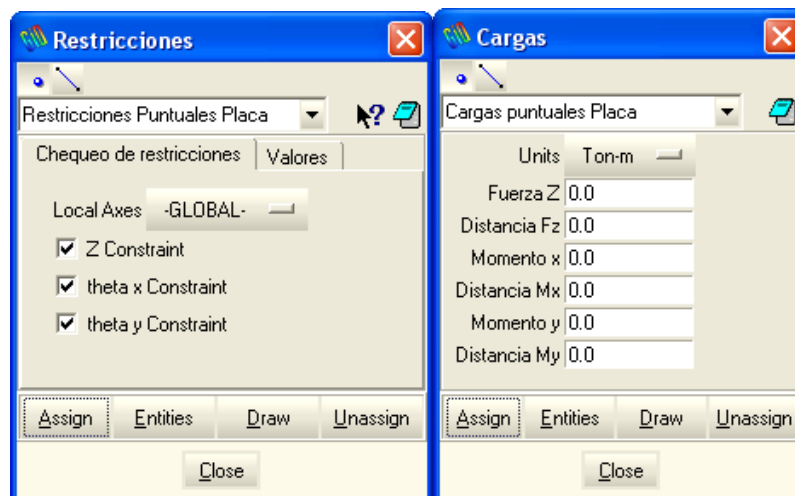 Restricciones
Restricciones Puntuales Placa
Chequeo de restricciones Valores
Local Axes -GLOBAL-
Z Constraint
theta x Constraint
theta y Constraint
Assign Entities Draw Unassign
Close
Cargas
Cargas puntuales Placa
Units Ton-m
Fuerza Z 0.0
Distancia Fz 0.0
Momento x 0.0
Distancia Mx 0.0
Momento y 0.0
Distancia My 0.0
Assign Entities Draw Unassign
Close